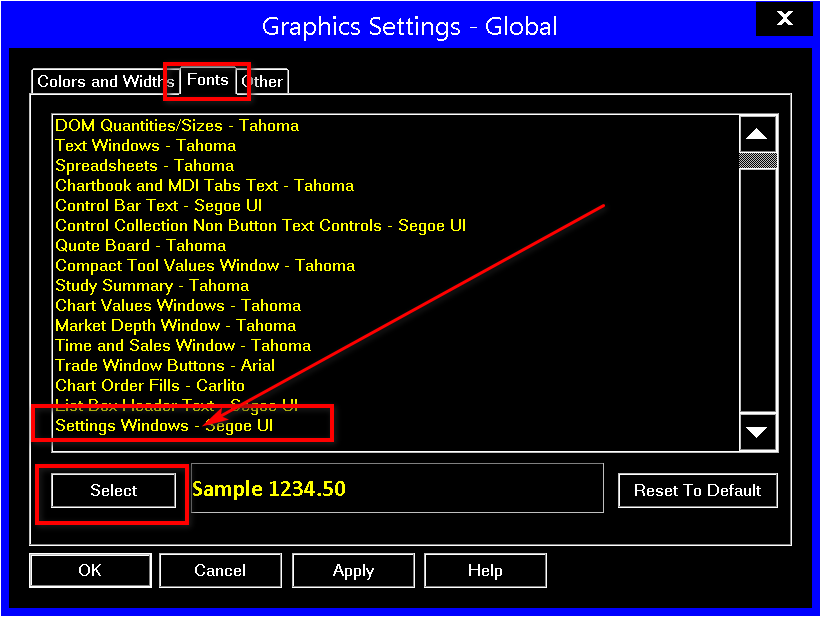 Graphics Settings - Global
X
Colors and Widths
Fonts
Other
DOM Quantities/Sizes - Tahoma
Text Windows - Tahoma
Spreadsheets - Tahoma
Chartbook and MDI Tabs Text - Tahoma
Control Bar Text - Segoe UI
Control Collection Non Button Text Controls - Segoe UI
Quote Board - Tahoma
Compact Tool Values Window - Tahoma
Study Summary - Tahoma
Chart Values Windows - Tahoma
Market Depth Window - Tahoma
Time and Sales Window - Tahoma
Trade Window Buttons - Arial
Chart Order Fills - Carlito
List Box Header Text - Segoe UI
Settings Windows - Segoe UI
Select
Sample 1234.50
Reset To Default
OK
Cancel
Apply
Help